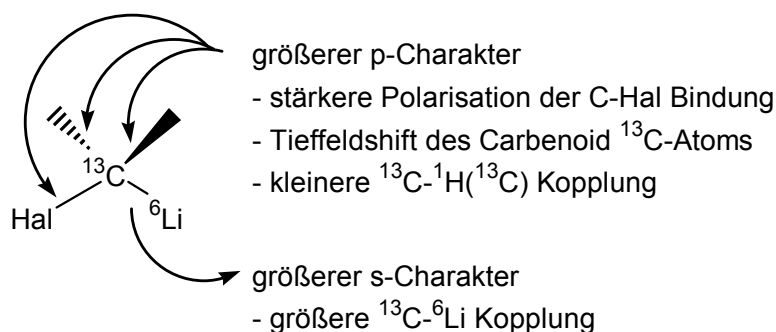 größerer p-Charakter
- stärkere Polarisation der C-Hal Bindung
- Tieffeldshift des Carbenoid ¹³C-Atoms
- kleinere ¹³C-¹H(¹³C) Kopplung
¹³C
Hal ⁶Li
größerer s-Charakter
- größere ¹³C-⁶Li Kopplung